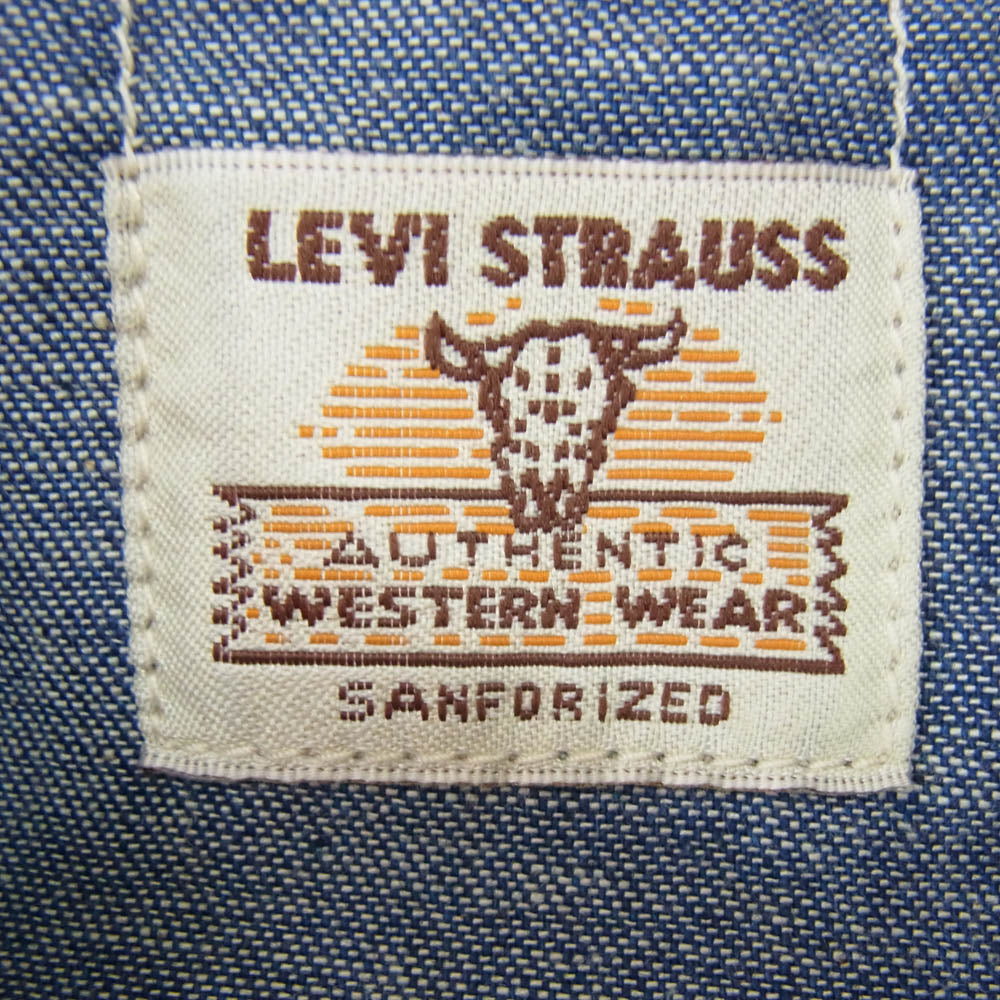 LEVI STRAUSS
AUTHENTIC
WESTERN WEAR
SANFORIZED